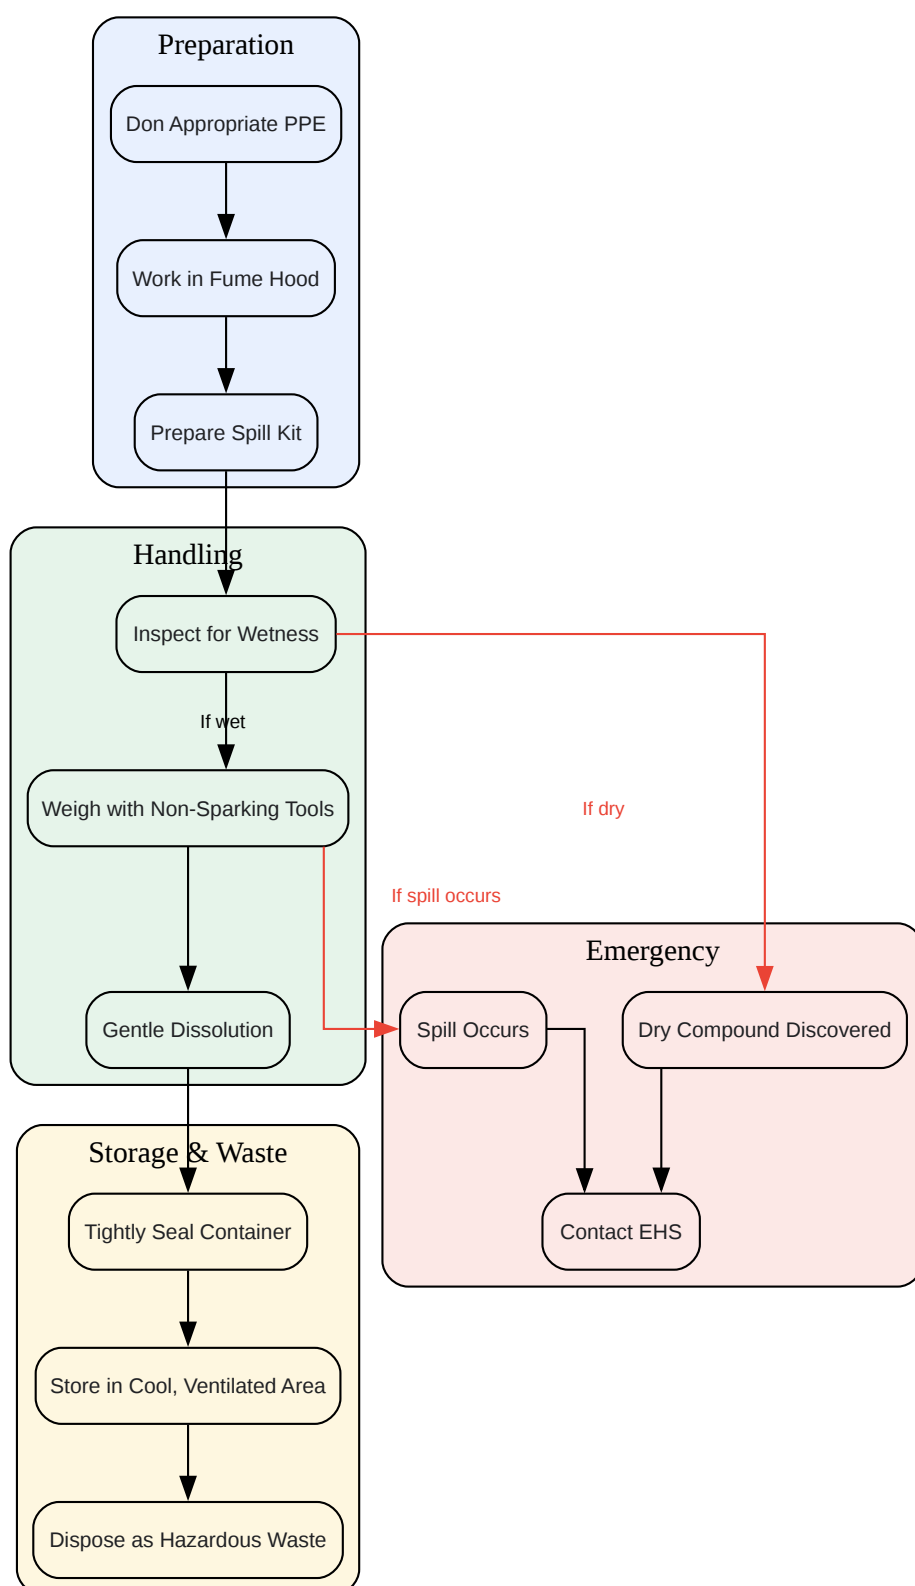 Preparation
Don Appropriate PPE
Work in Fume Hood
Prepare Spill Kit
Handling
Inspect for Wetness
If wet
Weigh with Non-Sparking Tools
If dry
If spill occurs
Gentle Dissolution
Emergency
Spill Occurs
Dry Compound Discovered
Contact EHS
Storage & Waste
Tightly Seal Container
Store in Cool, Ventilated Area
Dispose as Hazardous Waste